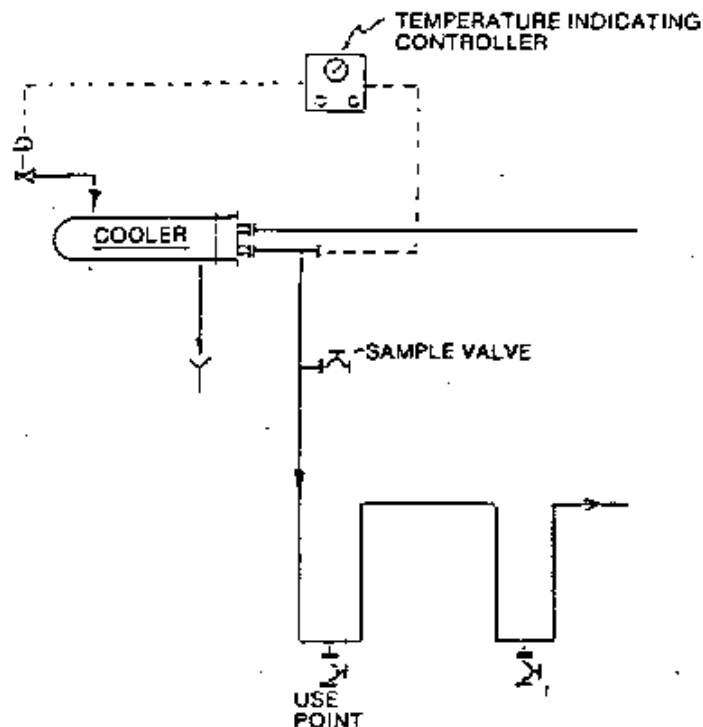 TEMPERATURE INDICATING
CONTROLLER
COOLER
SAMPLE VALVE
USE
POINT